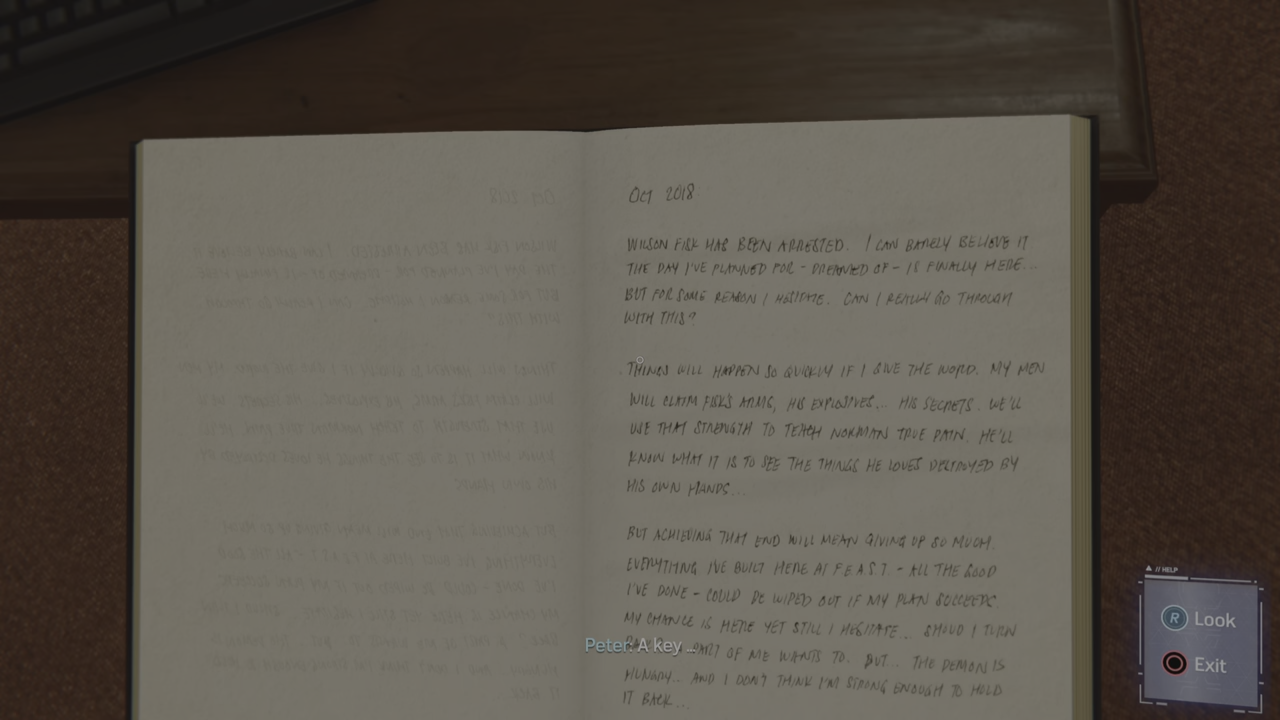 Oct 2018
WILSON FISK HAS BEEN ARRESTED. I CAN BARELY BELIEVE IT
THE DAY I'VE PLANNED FOR - DREAMED OF - IS FINALLY HERE...
BUT FOR SOME REASON I HESITATE. CAN I REALLY GO THROUGH
WITH THIS?
THINGS WILL HAPPEN SO QUICKLY IF I GIVE THE WORD. MY MEN
WILL CLAIM FISK'S ARMS, HIS EXPLOSIVES... HIS SECRETS. WE'LL
USE THAT STRENGTH TO TEACH NORMAN TRUE PAIN. HE'LL
KNOW WHAT IT IS TO SEE THE THINGS HE LOVES DESTROYED BY
HIS OWN HANDS...
BUT ACHIEVING THAT END WILL MEAN GIVING UP SO MUCH.
EVERYTHING I'VE BUILT HERE AT F.E.A.S.T. - ALL THE GOOD
I'VE DONE - COULD BE WIPED OUT IF MY PLAN SUCCEEDS.
MY CHANCE IS HERE YET STILL I HESITATE... SHOULD I TURN
PART OF ME WANTS TO. BUT... THE DEMON IS
HUNGRY... AND I DON'T THINK I'M STRONG ENOUGH TO HOLD
IT BACK...
Peter: A key ...
// HELP
R Look
Exit